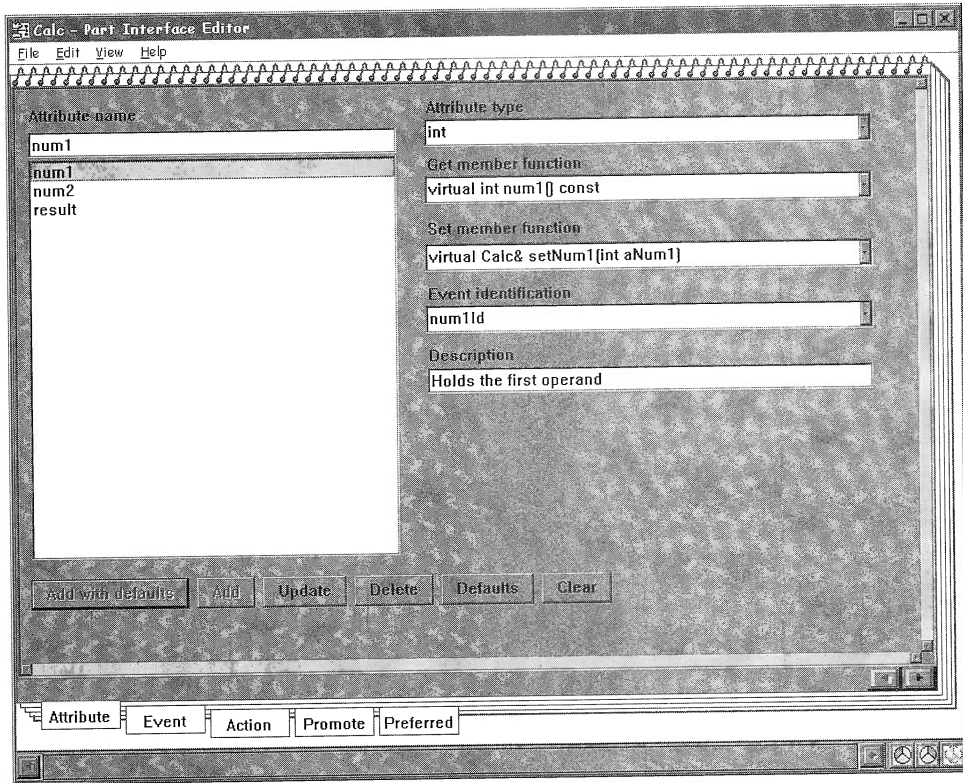 Calc - Part Interface Editor
File Edit View Help
Attribute name
num1
num1
num2
result
Attribute type
int
Get member function
virtual int num1() const
Set member function
virtual Calc& setNum1(int aNum1)
Event identification
num1Id
Description
Holds the first operand
Add with defaults Add Update Delete Defaults Clear
Attribute Event Action Promote Preferred